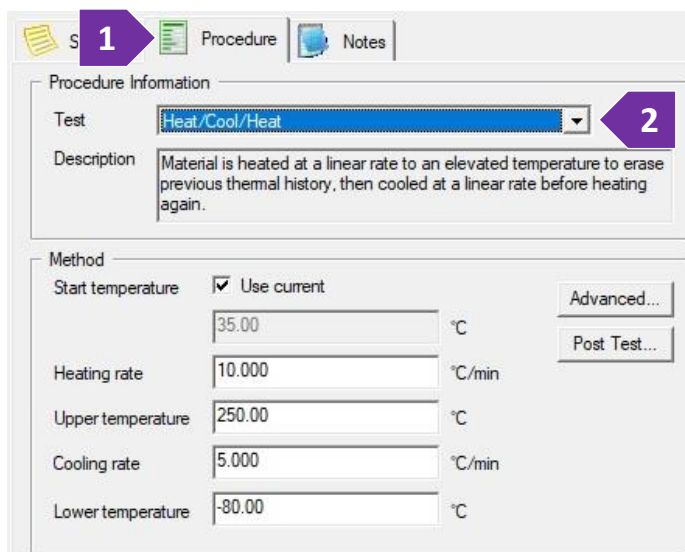 1
Procedure
Notes
Procedure Information
Test
Heat/Cool/Heat
2
Description
Material is heated at a linear rate to an elevated temperature to erase
previous thermal history, then cooled at a linear rate before heating
again.
Method
Start temperature
Use current
Advanced...
35.00 °C
Post Test...
Heating rate 10.000 °C/min
Upper temperature 250.00 °C
Cooling rate 5.000 °C/min
Lower temperature -80.00 °C